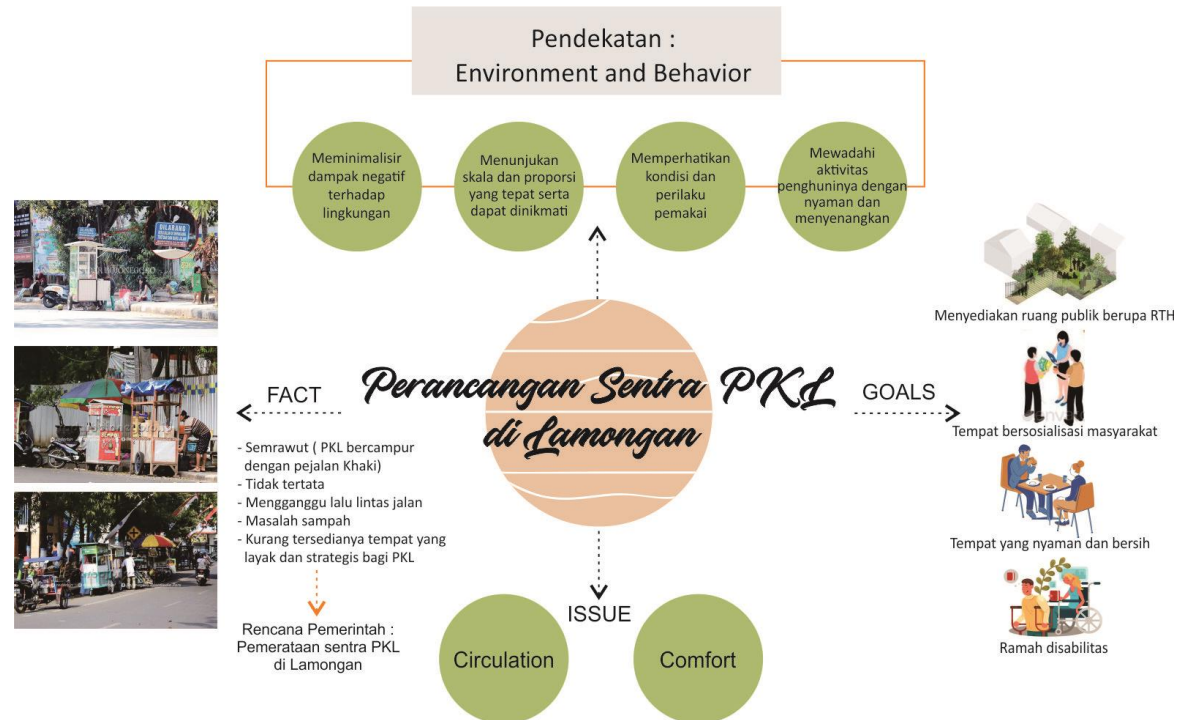 Pendekatan :
Environment and Behavior
Meminimalisir
dampak negatif
terhadap
lingkungan
Menunjukan
skala dan proporsi
yang tepat serta
dapat dinikmati
Memperhatikan
kondisi dan
perilaku
pemakai
Mewadahi
aktivitas
penghuninya dengan
nyaman dan
menyenangkan
DILARANG
Perancangan Sentra PKL
di Lamongan
FACT
- Semrawut ( PKL bercampur
dengan pejalan Khaki)
- Tidak tertata
- Mengganggu lalu lintas jalan
- Masalah sampah
- Kurang tersedianya tempat yang
layak dan strategis bagi PKL
Rencana Pemerintah :
Pemerataan sentra PKL
di Lamongan
ISSUE
Circulation
Comfort
GOALS
Menyediakan ruang publik berupa RTH
Tempat bersosialisasi masyarakat
Tempat yang nyaman dan bersih
Ramah disabilitas